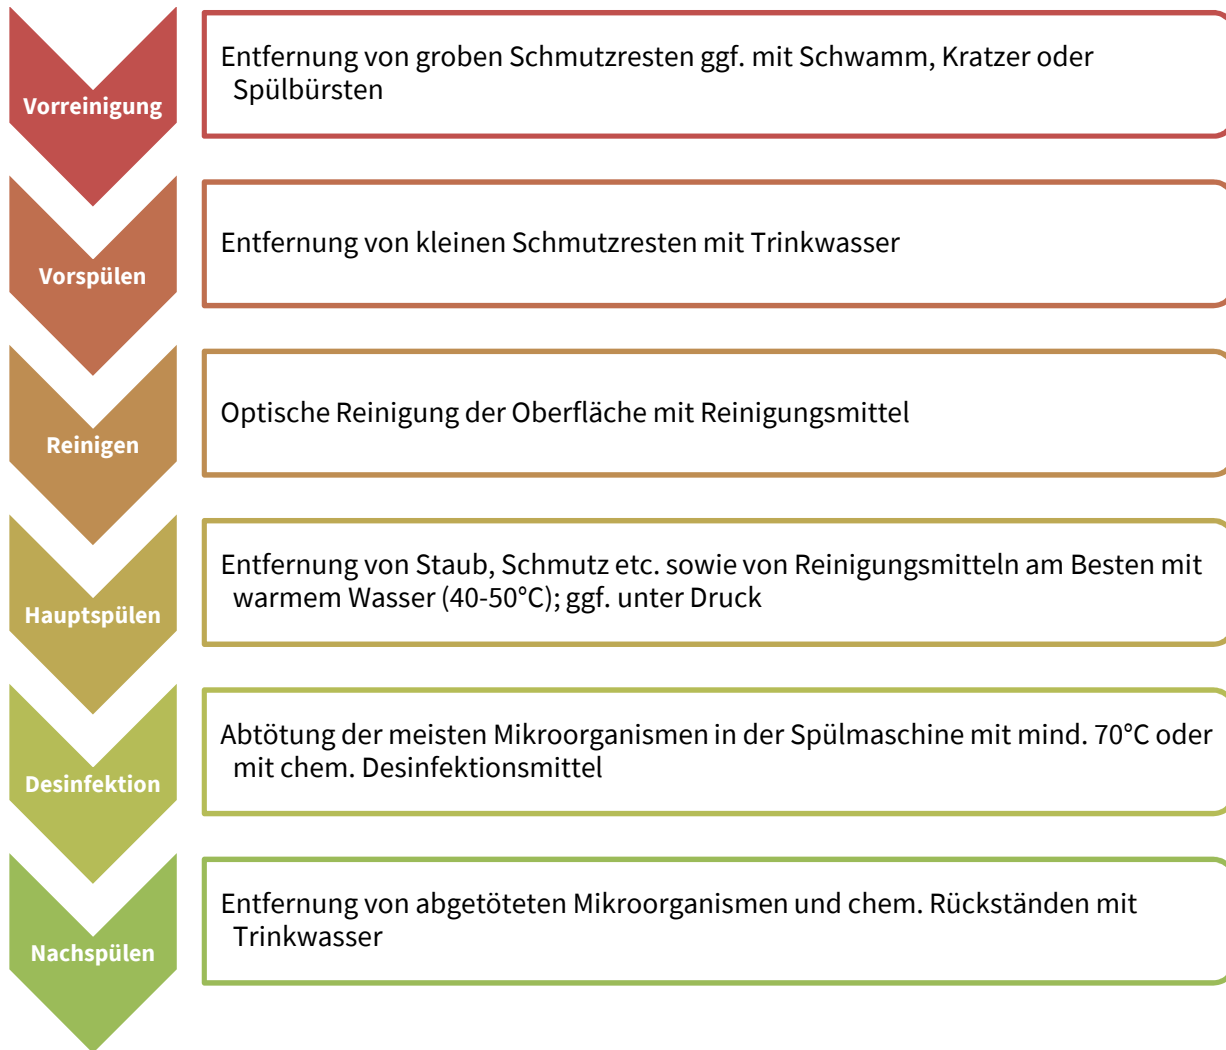 Vorreinigung
Entfernung von groben Schmutzresten ggf. mit Schwamm, Kratzer oder
Spülbürsten
Vorspülen
Entfernung von kleinen Schmutzresten mit Trinkwasser
Reinigen
Optische Reinigung der Oberfläche mit Reinigungsmittel
Hauptspülen
Entfernung von Staub, Schmutz etc. sowie von Reinigungsmitteln am Besten mit
warmem Wasser (40-50°C); ggf. unter Druck
Desinfektion
Abtötung der meisten Mikroorganismen in der Spülmaschine mit mind. 70°C oder
mit chem. Desinfektionsmittel
Nachspülen
Entfernung von abgetöteten Mikroorganismen und chem. Rückständen mit
Trinkwasser